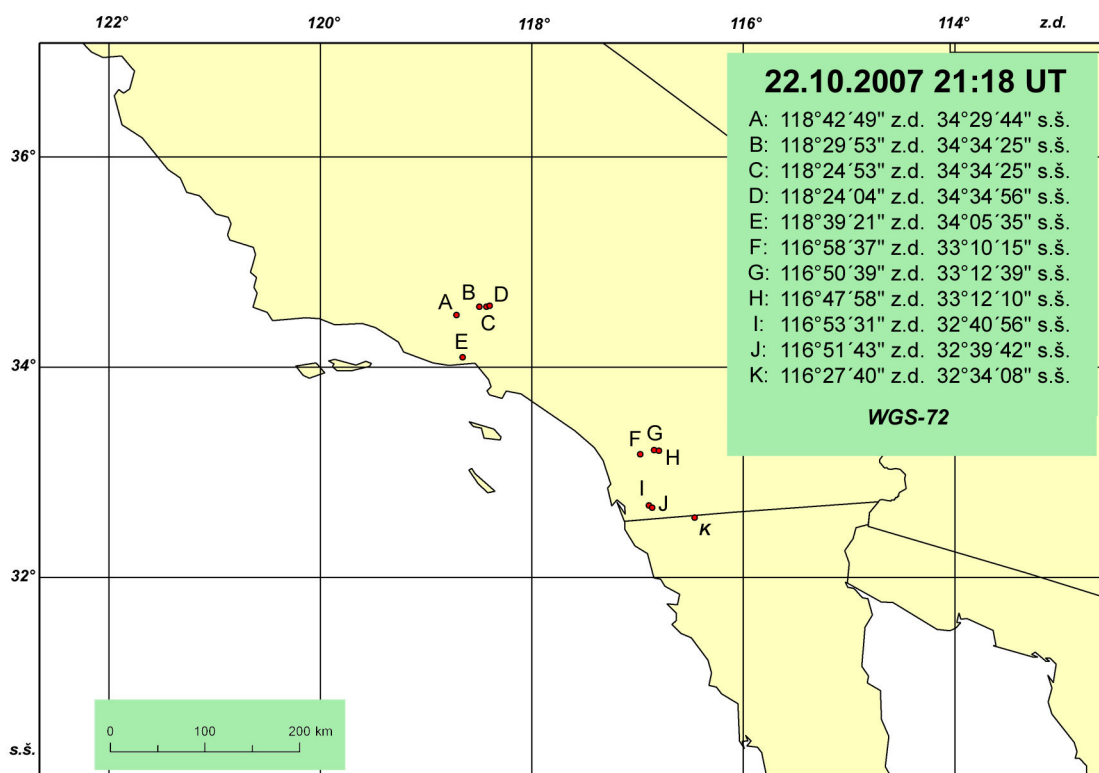 122° 120° 118° 116° 114° z.d.
22.10.2007 21:18 UT
A: 118°42´49" z.d. 34°29´44" s.š.
B: 118°29´53" z.d. 34°34´25" s.š.
C: 118°24´53" z.d. 34°34´25" s.š.
D: 118°24´04" z.d. 34°34´56" s.š.
E: 118°39´21" z.d. 34°05´35" s.š.
F: 116°58´37" z.d. 33°10´15" s.š.
G: 116°50´39" z.d. 33°12´39" s.š.
H: 116°47´58" z.d. 33°12´10" s.š.
I: 116°53´31" z.d. 32°40´56" s.š.
J: 116°51´43" z.d. 32°39´42" s.š.
K: 116°27´40" z.d. 32°34´08" s.š.
WGS-72
36°
A B D
C
E
34°
F G H
I J
K
32°
s.š.
0 100 200 km